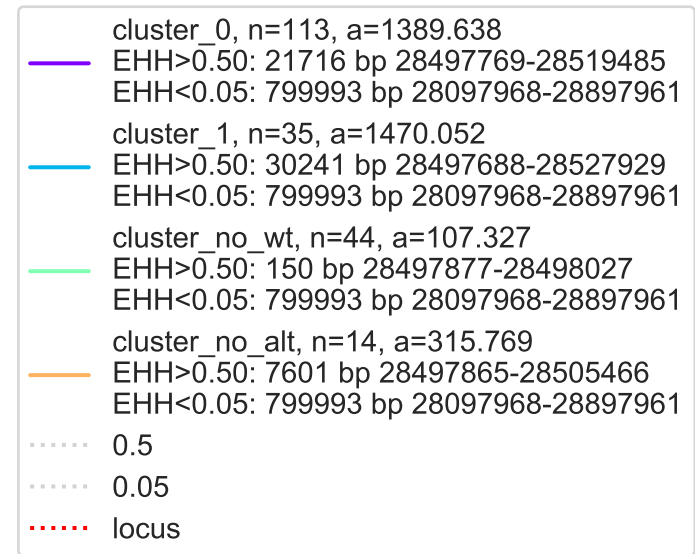 cluster_0, n=113, a=1389.638
EHH>0.50: 21716 bp 28497769-28519485
EHH<0.05: 799993 bp 28097968-28897961
cluster_1, n=35, a=1470.052
EHH>0.50: 30241 bp 28497688-28527929
EHH<0.05: 799993 bp 28097968-28897961
cluster_no_wt, n=44, a=107.327
EHH>0.50: 150 bp 28497877-28498027
EHH<0.05: 799993 bp 28097968-28897961
cluster_no_alt, n=14, a=315.769
EHH>0.50: 7601 bp 28497865-28505466
EHH<0.05: 799993 bp 28097968-28897961
0.5
0.05
locus